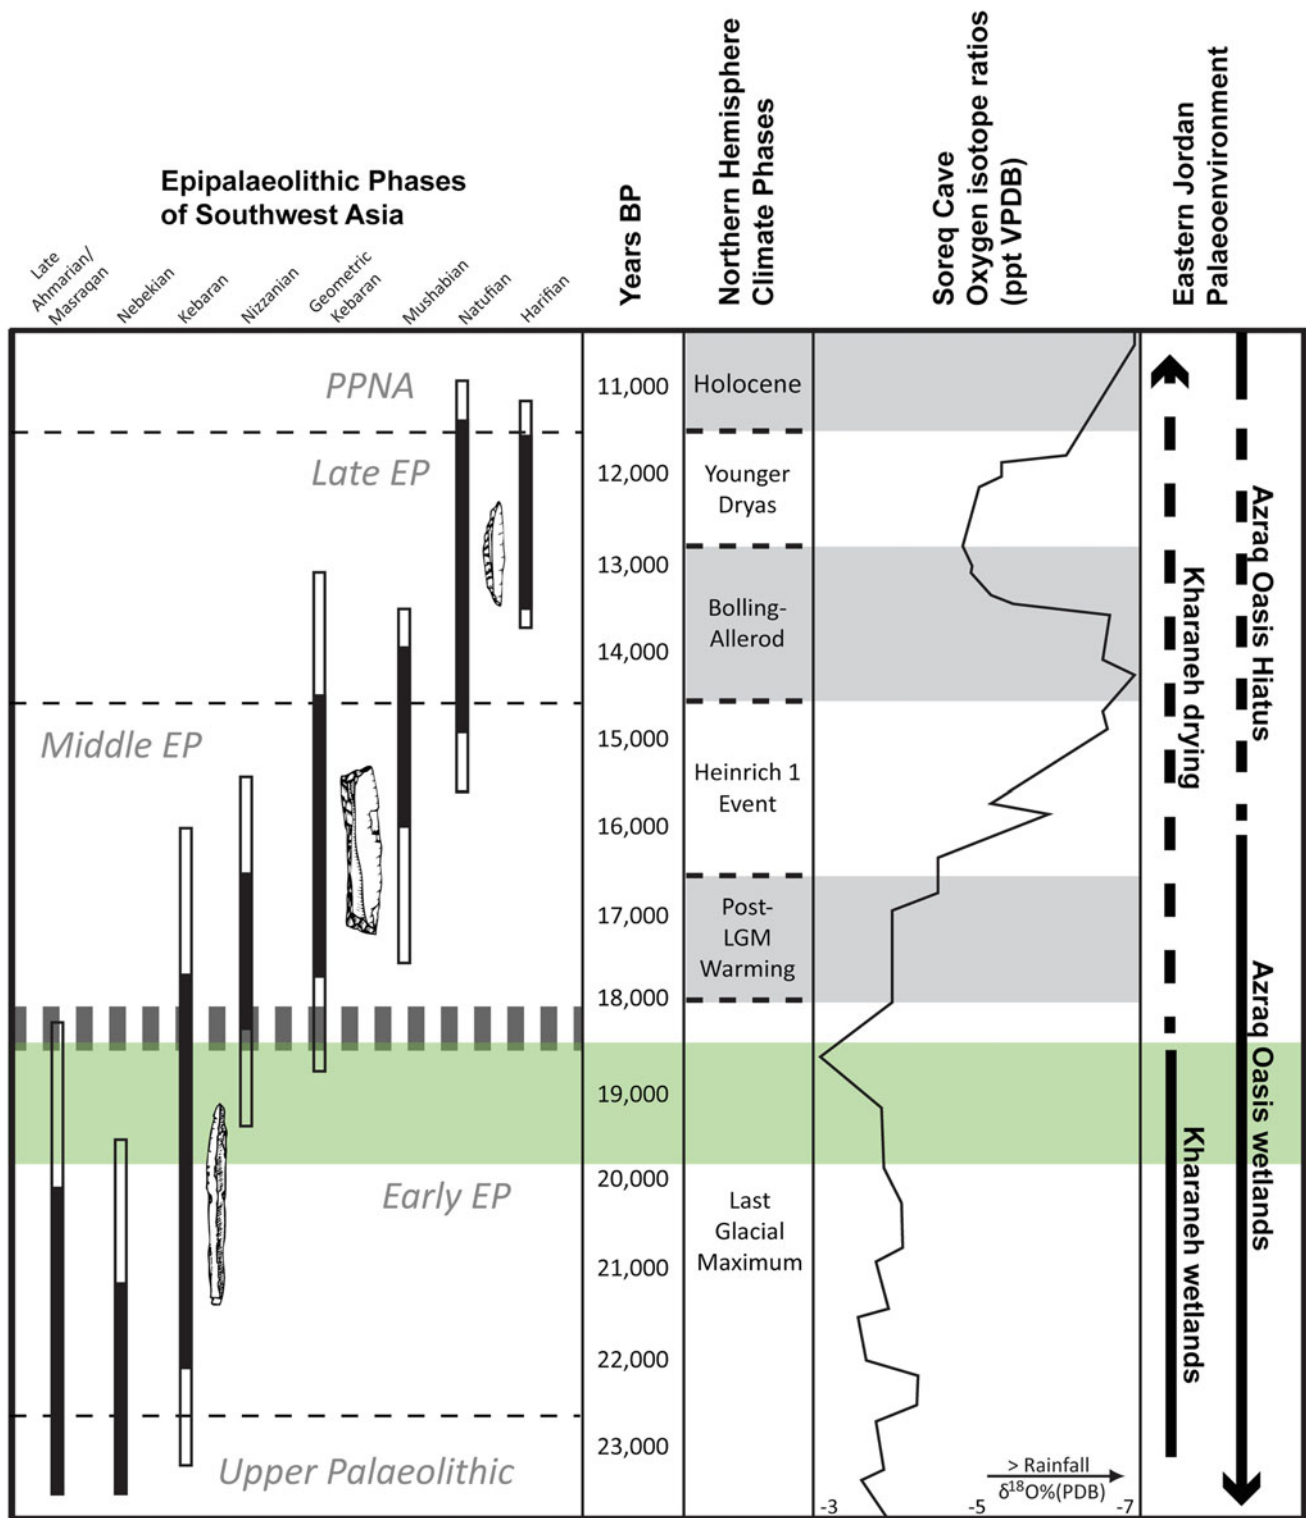 Epipalaeolithic Phases
of Southwest Asia
Late
Ahmarian/
Masraqan
Nebekian
Kebaran
Nizzanian
Geometric
Kebaran
Mushabian
Natufian
Harifian
Years BP
Northern Hemisphere
Climate Phases
Soreq Cave
Oxygen isotope ratios
(ppt VPDB)
Eastern Jordan
Palaeoenvironment
PPNA
Late EP
Middle EP
Early EP
Upper Palaeolithic
11,000
12,000
13,000
14,000
15,000
16,000
17,000
18,000
19,000
20,000
21,000
22,000
23,000
Holocene
Younger
Dryas
Bolling-
Allerod
Heinrich 1
Event
Post-
LGM
Warming
Last
Glacial
Maximum
> Rainfall
δ18O%(PDB)
-3
-5
-7
Kharaneh drying
Kharaneh wetlands
Azraq Oasis Hiatus
Azraq Oasis wetlands